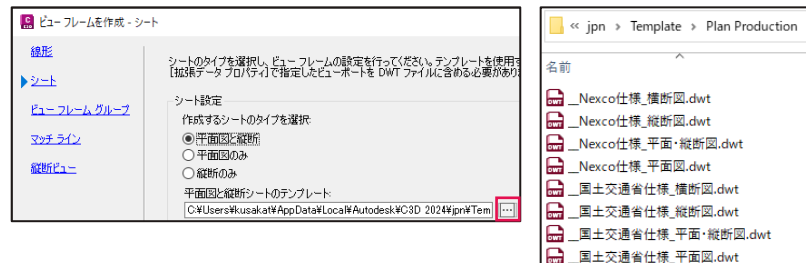 ビュー フレームを作成 - シート
線形
シート
ビュー フレーム グループ
マッチ ライン
縦断ビュー
シートのタイプを選択し、ビュー フレームの設定を行ってください。テンプレートを使用す
[拡張データ プロパティ]で指定したビューポートを DWT ファイルに含める必要があり
シート設定
作成するシートのタイプを選択:
平面図と縦断
平面図のみ
縦断のみ
平面図と縦断シートのテンプレート:
C:¥Users¥kusakat¥AppData¥Local¥Autodesk¥C3D 2024¥jpn¥Tem
...
« jpn › Template › Plan Production
名前
__Nexco仕様_横断図.dwt
__Nexco仕様_縦断図.dwt
__Nexco仕様_平面・縦断図.dwt
__Nexco仕様_平面図.dwt
__国土交通省仕様_横断図.dwt
__国土交通省仕様_縦断図.dwt
__国土交通省仕様_平面・縦断図.dwt
__国土交通省仕様_平面図.dwt